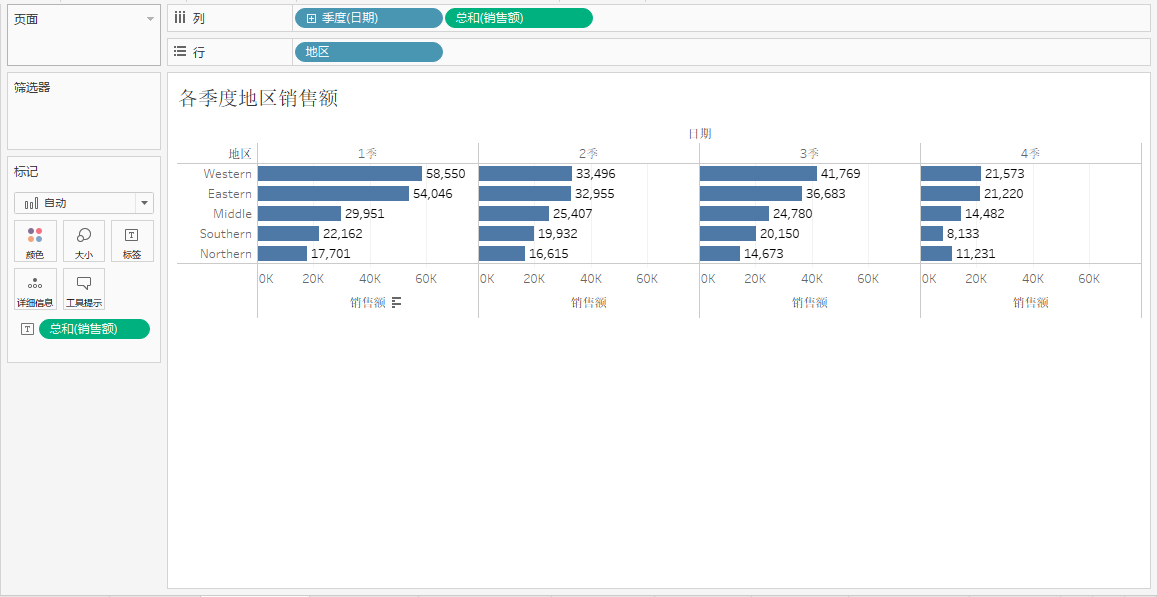 页面
列
季度(日期)
总和(销售额)
行
地区
筛选器
标记
自动
颜色
大小
标签
详细信息
工具提示
总和(销售额)
各季度地区销售额
日期
地区 1季 2季 3季 4季
Western 58,550 33,496 41,769 21,573
Eastern 54,046 32,955 36,683 21,220
Middle 29,951 25,407 24,780 14,482
Southern 22,162 19,932 20,150 8,133
Northern 17,701 16,615 14,673 11,231
0K 20K 40K 60K 0K 20K 40K 60K 0K 20K 40K 60K 0K 20K 40K 60K
销售额 销售额 销售额 销售额